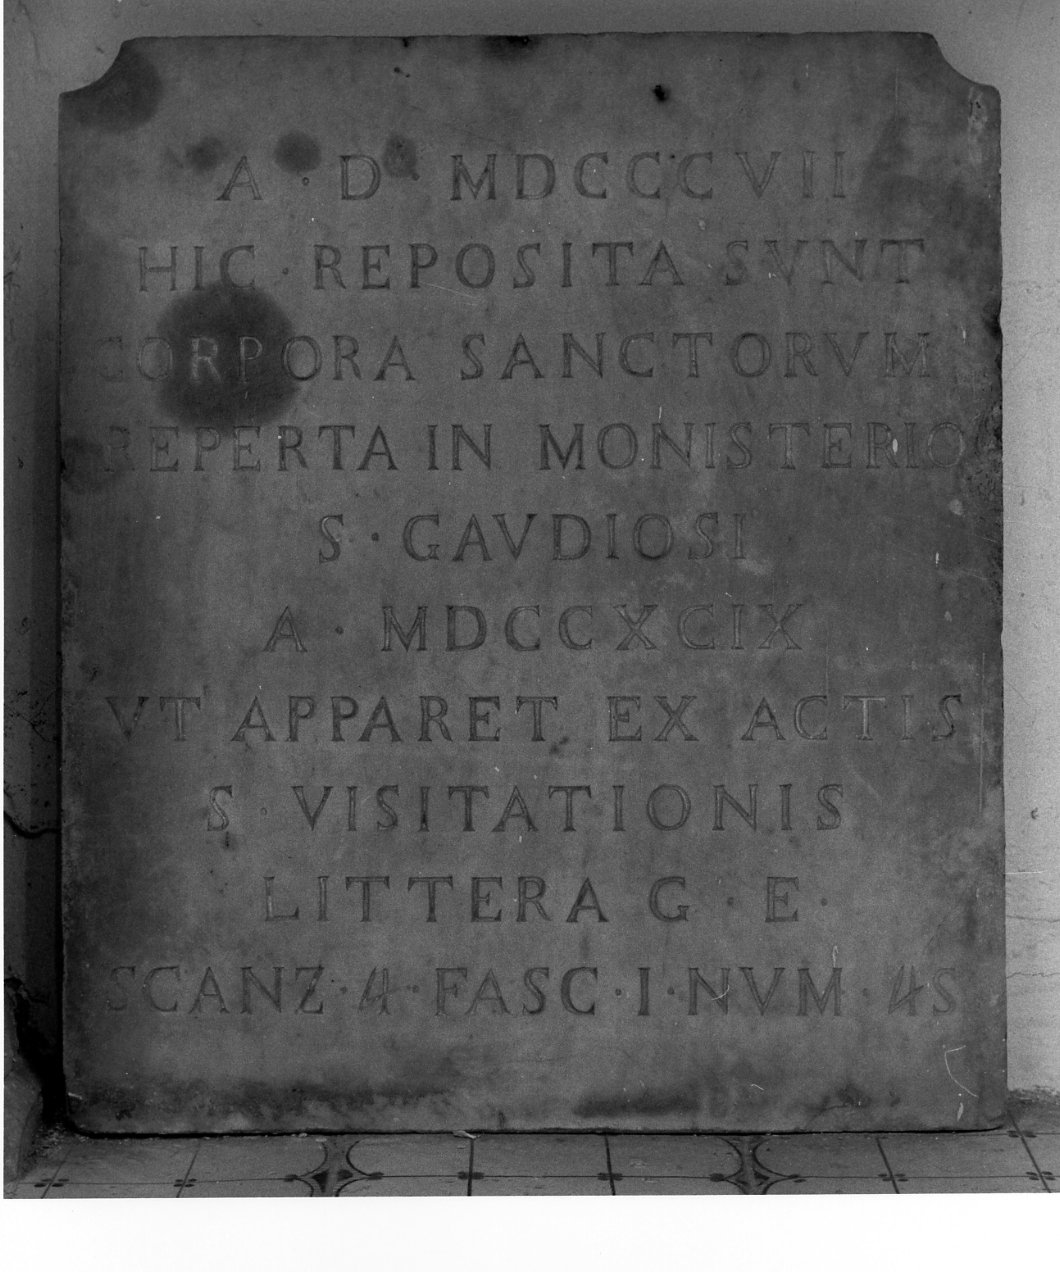 A · D MDCCCVII
HIC · REPOSITA SVNT
CORPORA SANCTORVM
REPERTA IN MONISTERIO
S · GAVDIOSI
A · MDCCXCIX
VT APPARET EX ACTIS
S · VISITATIONIS
LITTERA G · E ·
SCANZ · 4 · FASC · I · NVM · 4S